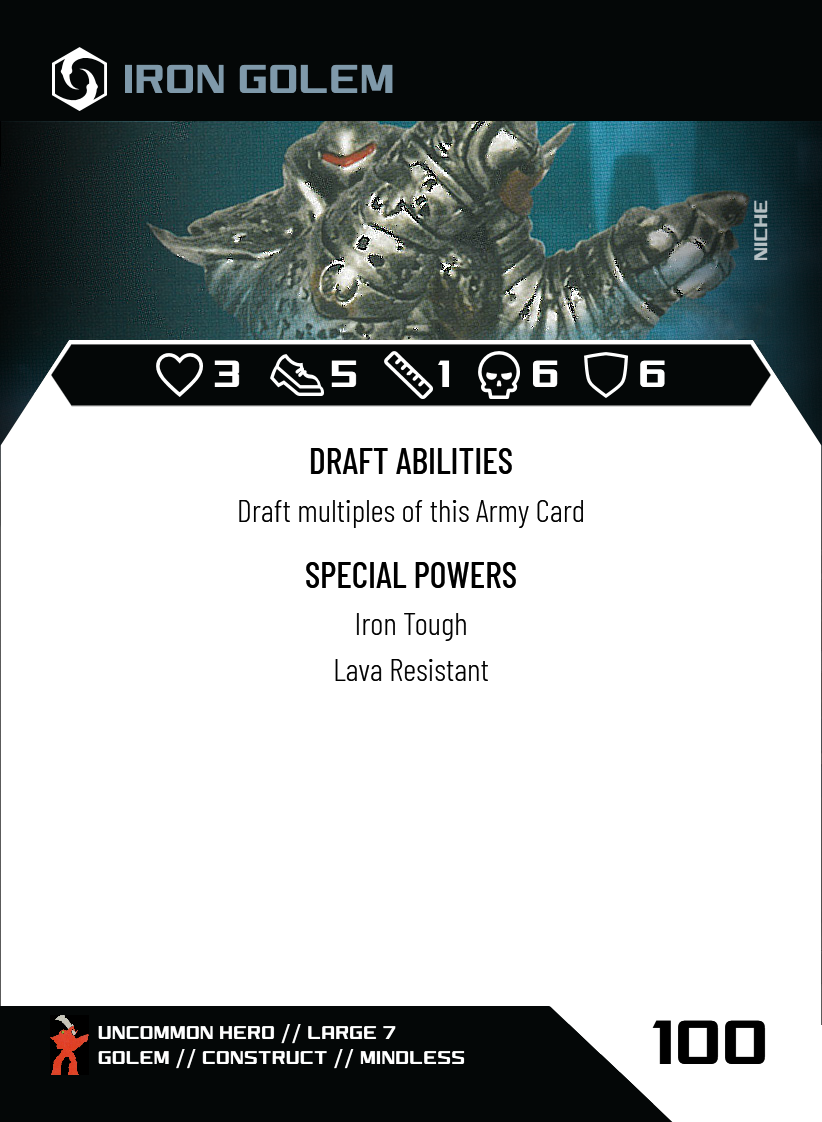 IRON GOLEM
NICHE
3 5 1 6 6
DRAFT ABILITIES
Draft multiples of this Army Card
SPECIAL POWERS
Iron Tough
Lava Resistant
UNCOMMON HERO // LARGE 7
GOLEM // CONSTRUCT // MINDLESS
100